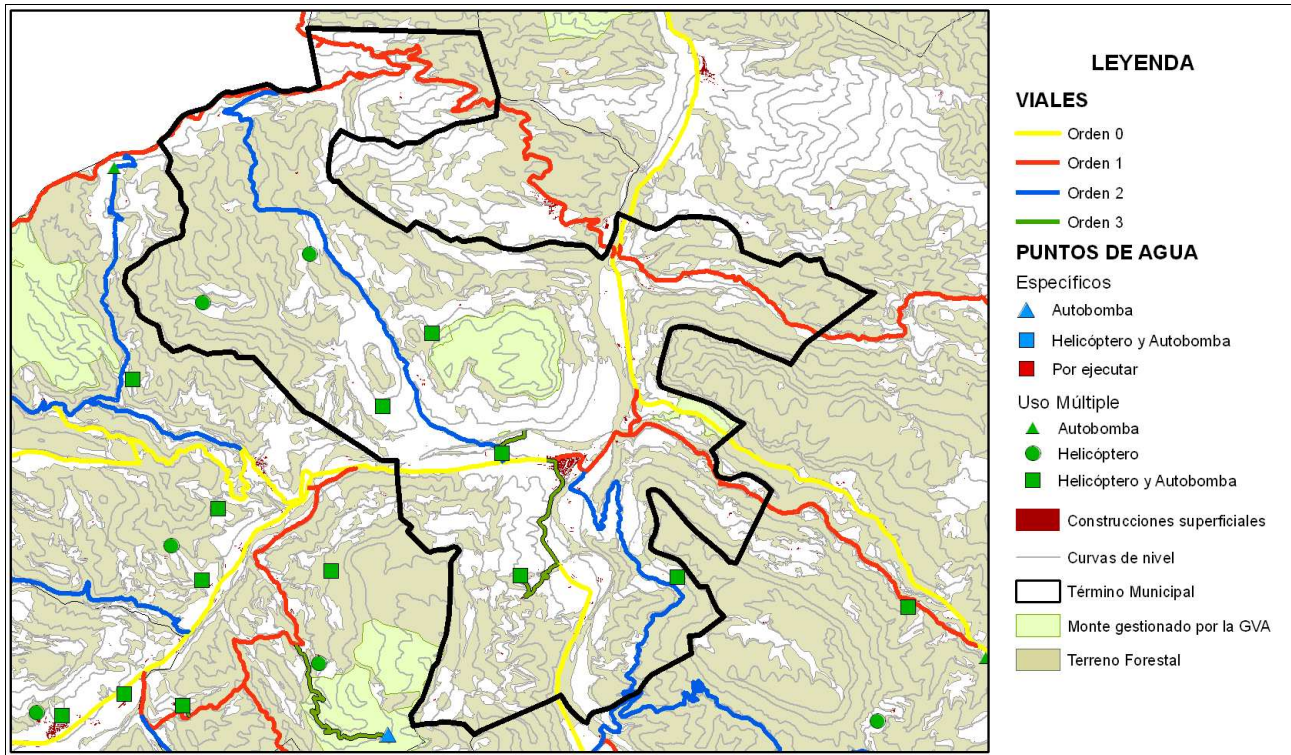 LEYENDA
VIALES
Orden 0
Orden 1
Orden 2
Orden 3
PUNTOS DE AGUA
Específicos
Autobomba
Helicóptero y Autobomba
Por ejecutar
Uso Múltiple
Autobomba
Helicóptero
Helicóptero y Autobomba
Construcciones superficiales
Curvas de nivel
Término Municipal
Monte gestionado por la GVA
Terreno Forestal